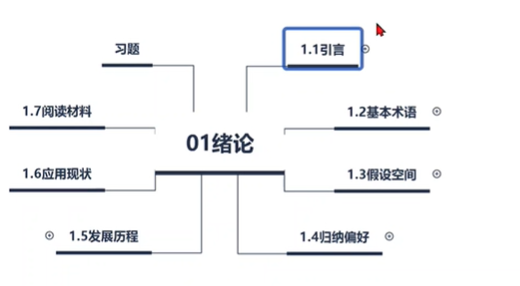 习题
1.1引言
1.7阅读材料
1.2基本术语
01绪论
1.6应用现状
1.3假设空间
1.5发展历程
1.4归纳偏好